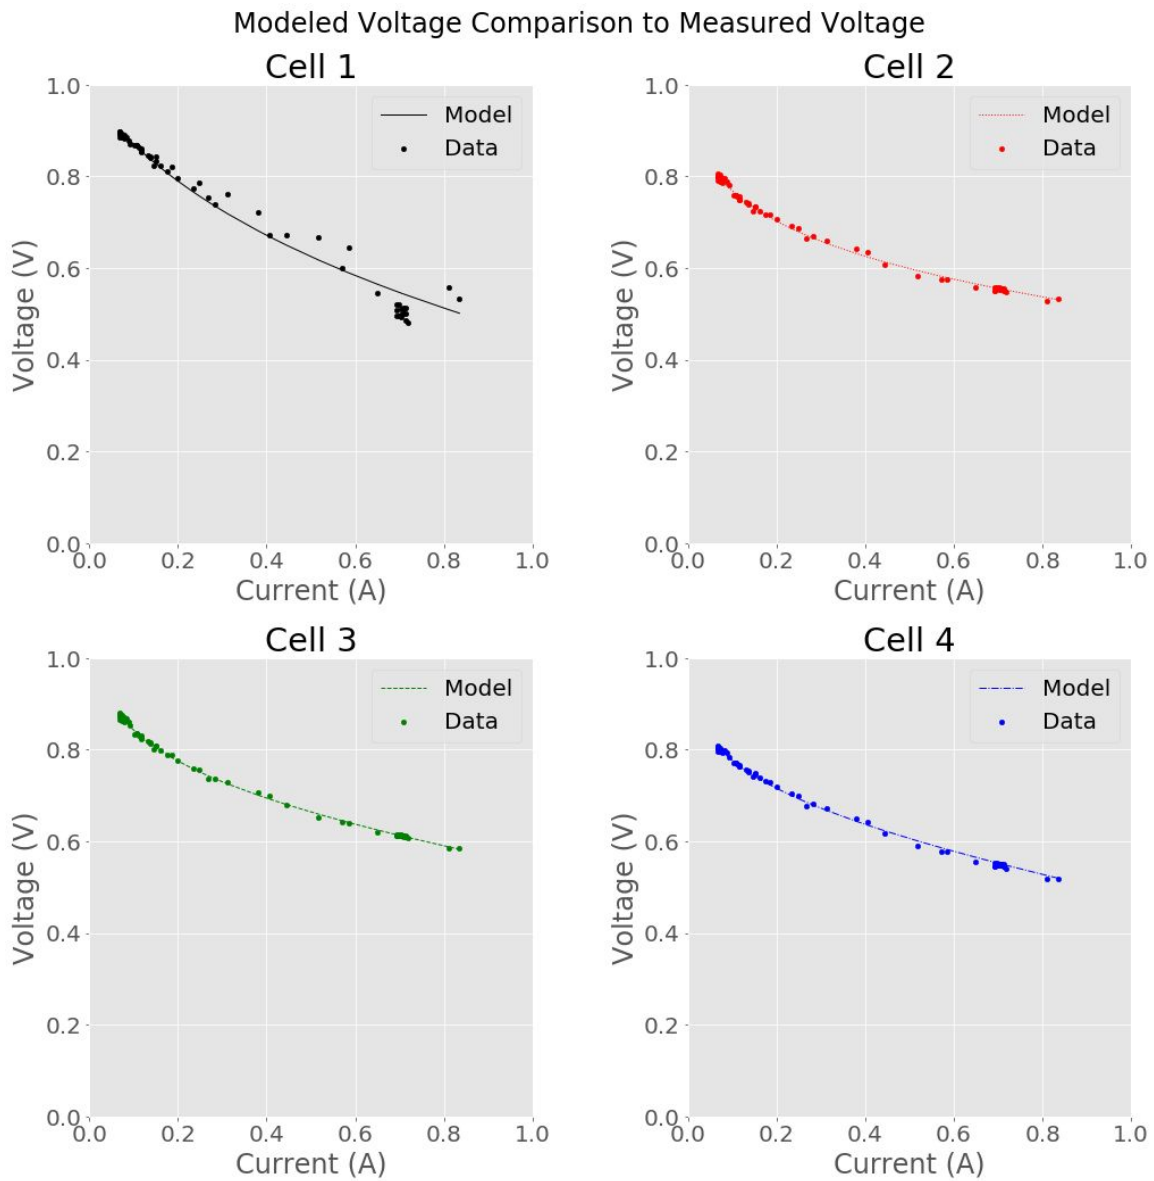 Modeled Voltage Comparison to Measured Voltage
Cell 1
Cell 2
1.0
0.8
0.6
0.4
0.2
0.0
Voltage (V)
Model
Data
0.0 0.2 0.4 0.6 0.8 1.0
Current (A)
1.0
0.8
0.6
0.4
0.2
0.0
Voltage (V)
Model
Data
0.0 0.2 0.4 0.6 0.8 1.0
Current (A)
Cell 3
Cell 4
1.0
0.8
0.6
0.4
0.2
0.0
Voltage (V)
Model
Data
0.0 0.2 0.4 0.6 0.8 1.0
Current (A)
1.0
0.8
0.6
0.4
0.2
0.0
Voltage (V)
Model
Data
0.0 0.2 0.4 0.6 0.8 1.0
Current (A)